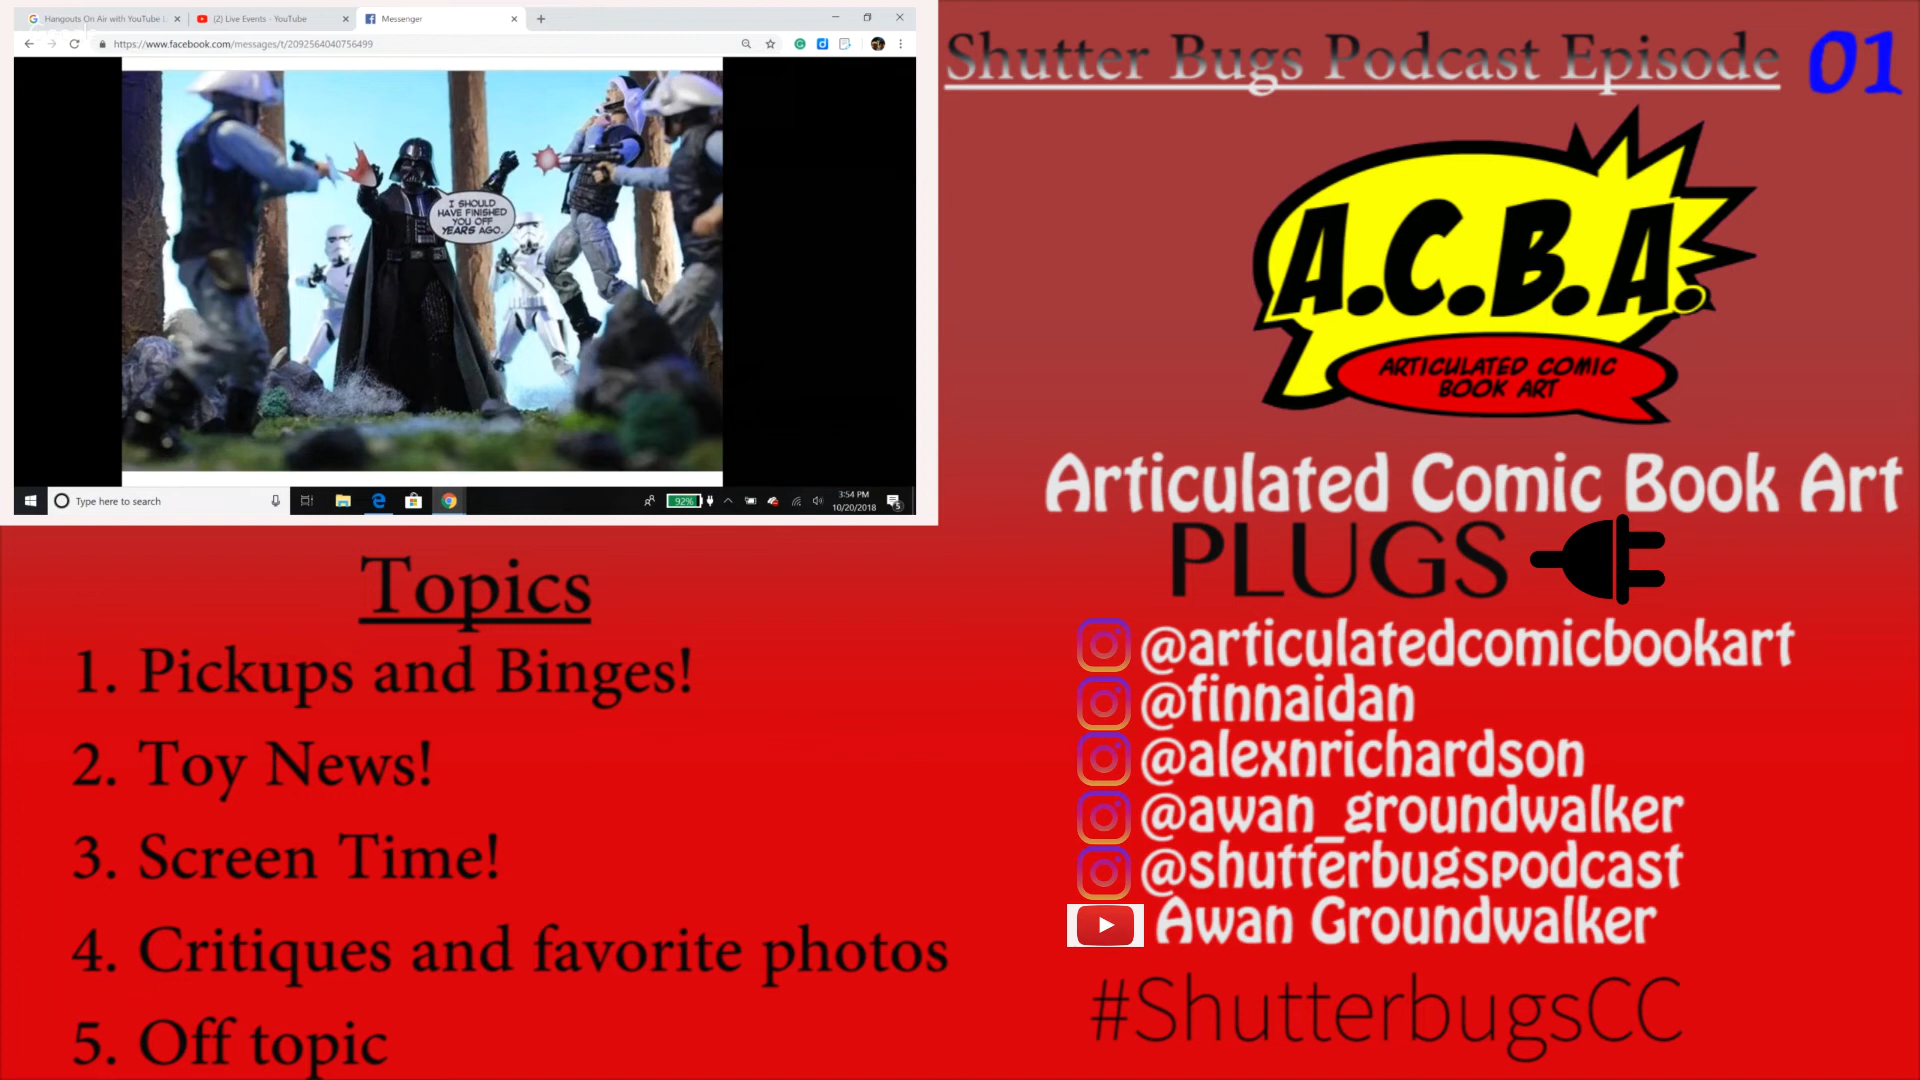 Hangouts On Air with YouTube L
(2) Live Events - YouTube
Messenger
https://www.facebook.com/messages/t/2092564040756499
I SHOULD
HAVE FINISHED
YOU OFF
YEARS AGO.
Type here to search
92%
3:54 PM
10/20/2018
5
Shutter Bugs Podcast Episode 01
A.C.B.A.
ARTICULATED COMIC
BOOK ART
Articulated Comic Book Art
PLUGS
@articulatedcomicbookart
@finnaidan
@alexnrichardson
@awan_groundwalker
@shutterbugspodcast
Awan Groundwalker
#ShutterbugsCC
Topics
1. Pickups and Binges!
2. Toy News!
3. Screen Time!
4. Critiques and favorite photos
5. Off topic